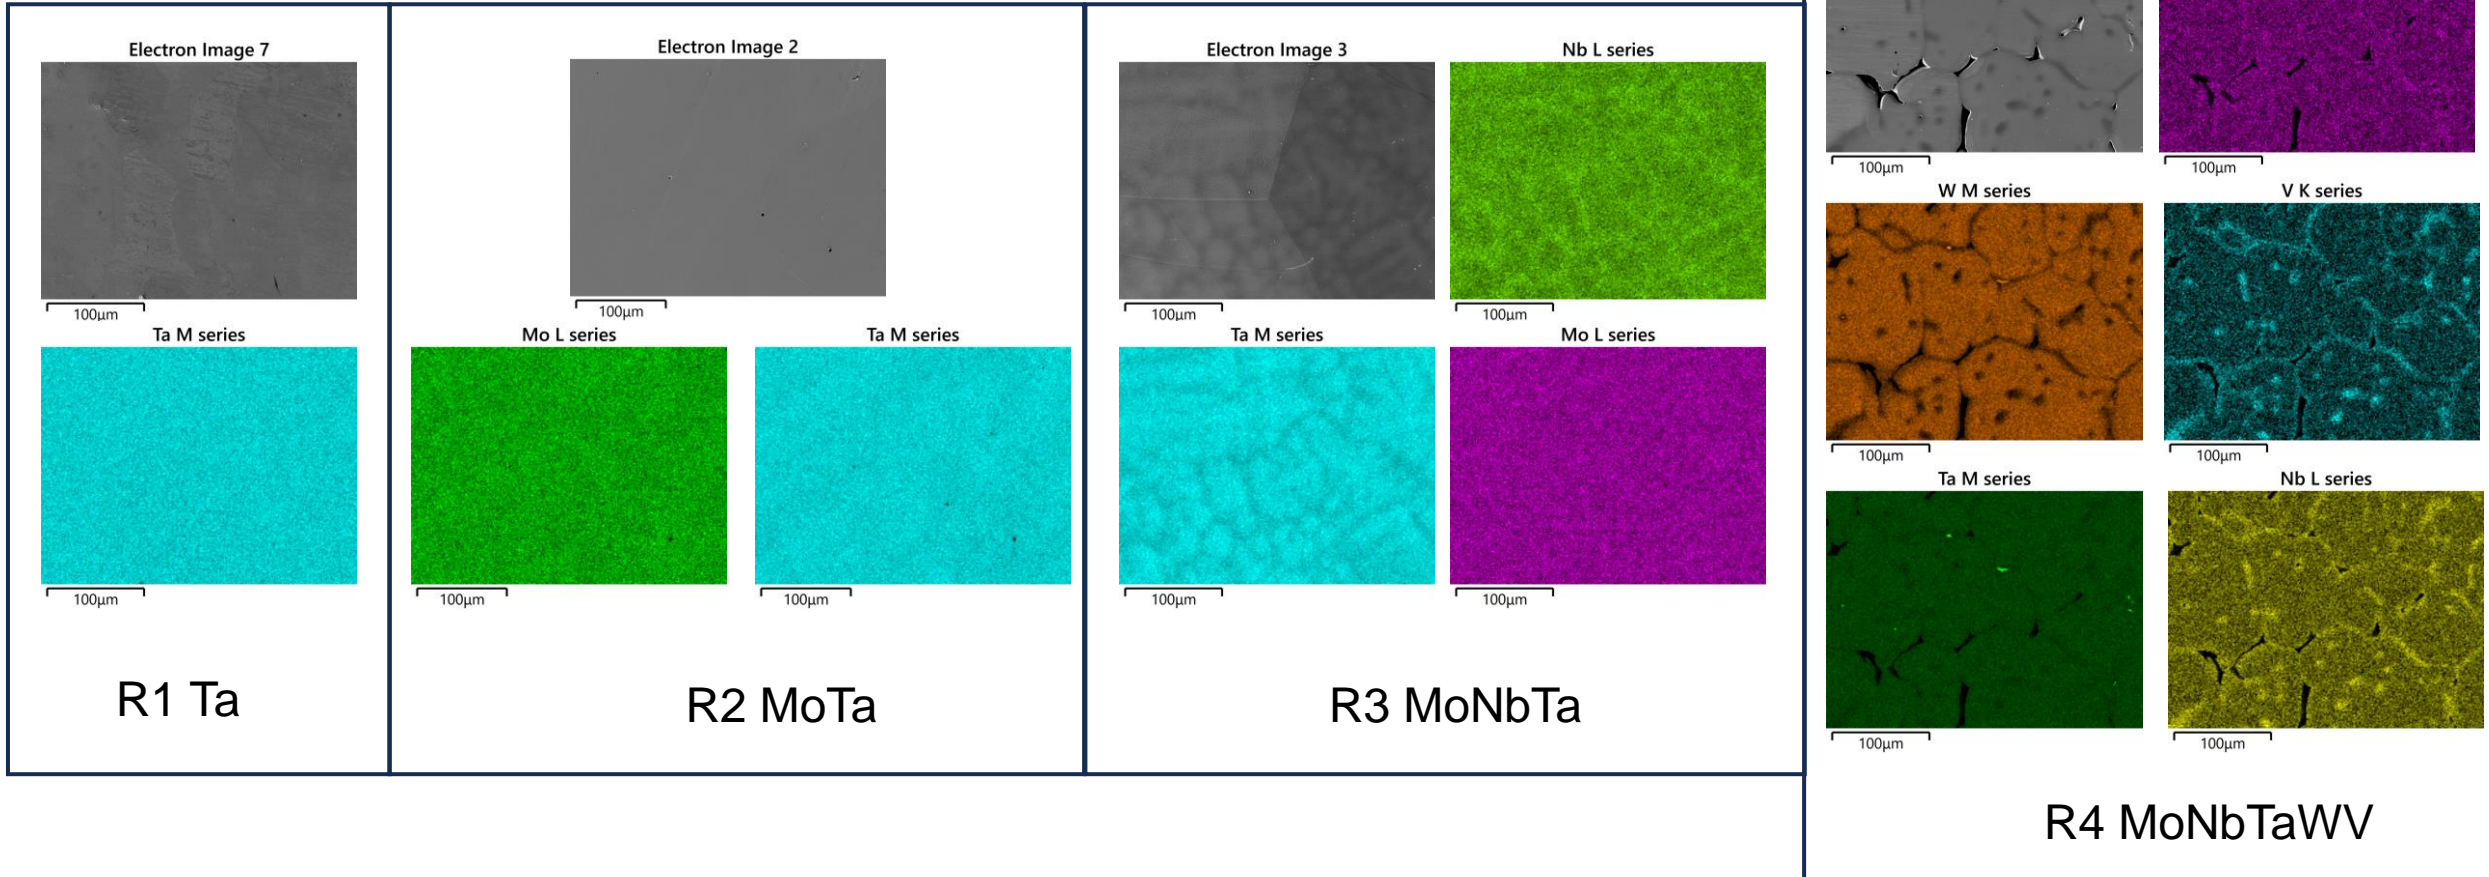 Electron Image 7
100µm
Ta M series
100µm
R1 Ta
Electron Image 2
100µm
Mo L series
Ta M series
100µm
100µm
R2 MoTa
Electron Image 3
Nb L series
100µm
100µm
Ta M series
Mo L series
100µm
100µm
R3 MoNbTa
100µm
100µm
W M series
V K series
100µm
100µm
Ta M series
Nb L series
100µm
100µm
R4 MoNbTaWV